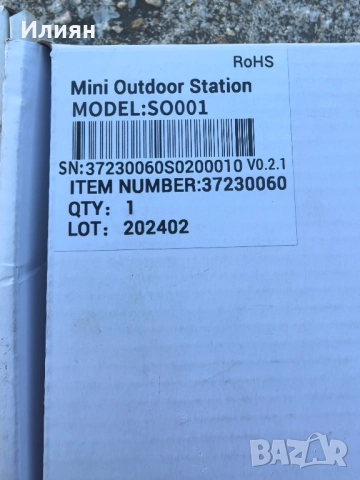 Илиян
RoHS
Mini Outdoor Station
MODEL:SO001
SN:37230060S0200010 V0.2.1
ITEM NUMBER:37230060
QTY: 1
LOT: 202402
BAZAR